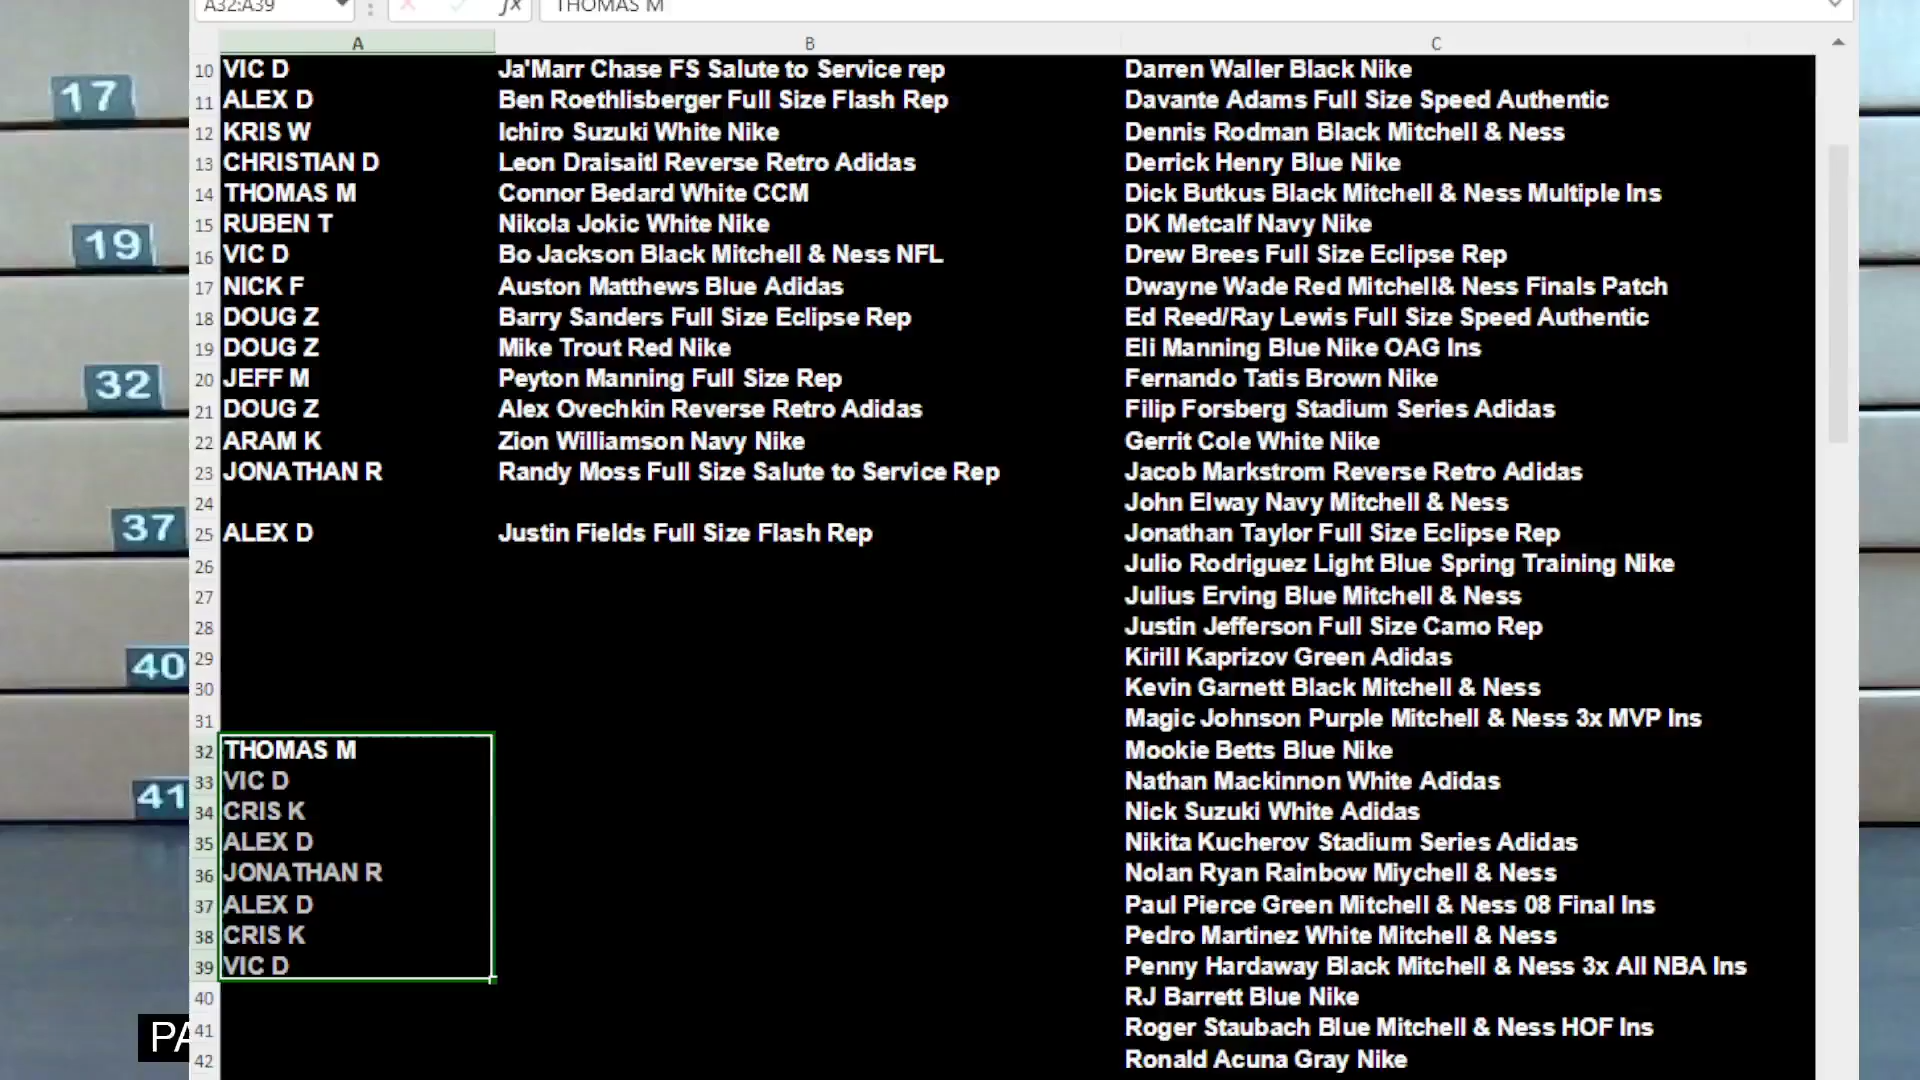 A32:A39 fx THOMAS M
A B C
10 VIC D Ja'Marr Chase FS Salute to Service rep Darren Waller Black Nike
11 ALEX D Ben Roethlisberger Full Size Flash Rep Davante Adams Full Size Speed Authentic
12 KRIS W Ichiro Suzuki White Nike Dennis Rodman Black Mitchell & Ness
13 CHRISTIAN D Leon Draisaitl Reverse Retro Adidas Derrick Henry Blue Nike
14 THOMAS M Connor Bedard White CCM Dick Butkus Black Mitchell & Ness Multiple Ins
15 RUBEN T Nikola Jokic White Nike DK Metcalf Navy Nike
16 VIC D Bo Jackson Black Mitchell & Ness NFL Drew Brees Full Size Eclipse Rep
17 NICK F Auston Matthews Blue Adidas Dwayne Wade Red Mitchell& Ness Finals Patch
18 DOUG Z Barry Sanders Full Size Eclipse Rep Ed Reed/Ray Lewis Full Size Speed Authentic
19 DOUG Z Mike Trout Red Nike Eli Manning Blue Nike OAG Ins
20 JEFF M Peyton Manning Full Size Rep Fernando Tatis Brown Nike
21 DOUG Z Alex Ovechkin Reverse Retro Adidas Filip Forsberg Stadium Series Adidas
22 ARAM K Zion Williamson Navy Nike Gerrit Cole White Nike
23 JONATHAN R Randy Moss Full Size Salute to Service Rep Jacob Markstrom Reverse Retro Adidas
24 John Elway Navy Mitchell & Ness
25 ALEX D Justin Fields Full Size Flash Rep Jonathan Taylor Full Size Eclipse Rep
26 Julio Rodriguez Light Blue Spring Training Nike
27 Julius Erving Blue Mitchell & Ness
28 Justin Jefferson Full Size Camo Rep
29 Kirill Kaprizov Green Adidas
30 Kevin Garnett Black Mitchell & Ness
31 Magic Johnson Purple Mitchell & Ness 3x MVP Ins
32 THOMAS M Mookie Betts Blue Nike
33 VIC D Nathan Mackinnon White Adidas
34 CRIS K Nick Suzuki White Adidas
35 ALEX D Nikita Kucherov Stadium Series Adidas
36 JONATHAN R Nolan Ryan Rainbow Miychell & Ness
37 ALEX D Paul Pierce Green Mitchell & Ness 08 Final Ins
38 CRIS K Pedro Martinez White Mitchell & Ness
39 VIC D Penny Hardaway Black Mitchell & Ness 3x All NBA Ins
40 RJ Barrett Blue Nike
41 Roger Staubach Blue Mitchell & Ness HOF Ins
42 Ronald Acuna Gray Nike
17
19
32
37
40
41
PA